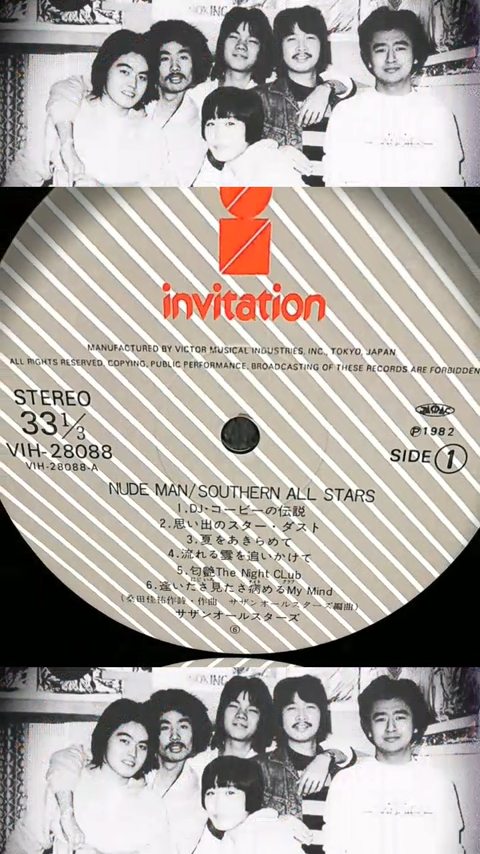 invitation
MANUFACTURED BY VICTOR MUSICAL INDUSTRIES, INC., TOKYO, JAPAN
ALL RIGHTS RESERVED, COPYING, PUBLIC PERFORMANCE, BROADCASTING OF THESE RECORDS ARE FORBIDDEN
STEREO
33 1/3
VIH-28088
VIH-28088-A
Ⓟ1982
SIDE 1
NUDE MAN/SOUTHERN ALL STARS
1.DJ・コービーの伝説
2.思い出のスター・ダスト
3.夏をあきらめて
4.流れる雲を追いかけて
5.匂艶The Night CLub
6.逢いたさ見たさ病めるMy Mind
(桑田佳祐作詩・作曲 サザンオールスターズ編曲)
サザンオールスターズ
⑥